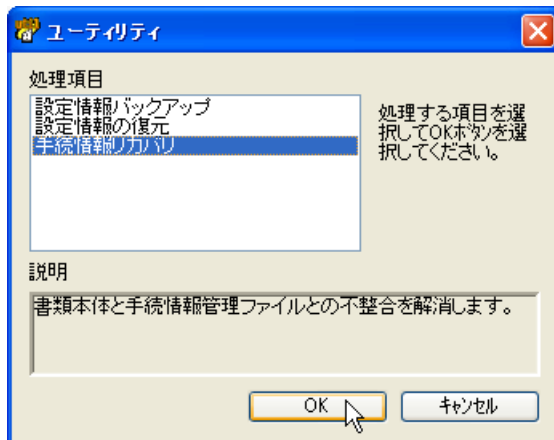 ユーティリティ
処理項目
設定情報バックアップ
設定情報の復元
手続情報リカバリ
処理する項目を選
択してOKボタンを選
択してください。
説明
書類本体と手続情報管理ファイルとの不整合を解消します。
OK
キャンセル